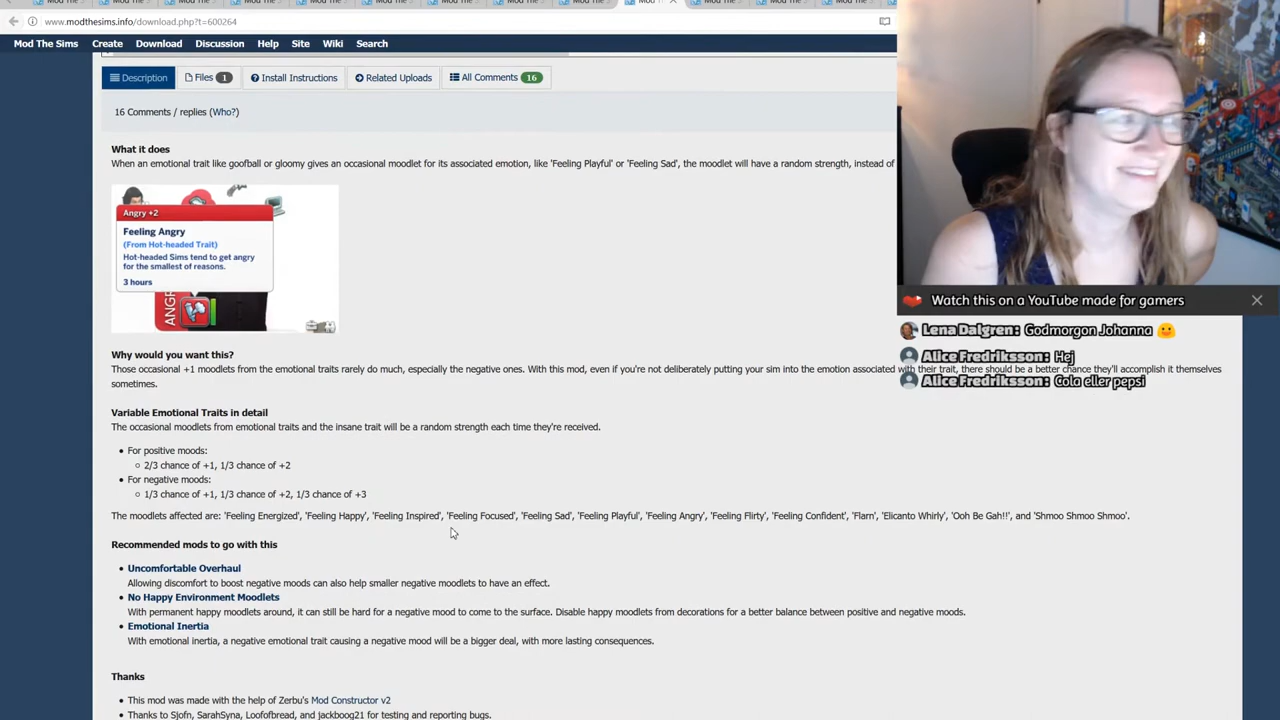 Mod The S
www.modthesims.info/download.php?t=600264
Mod The Sims Create Download Discussion Help Site Wiki Search
Description Files 1 Install Instructions Related Uploads All Comments 16
16 Comments / replies (Who?)
What it does
When an emotional trait like goofball or gloomy gives an occasional moodlet for its associated emotion, like 'Feeling Playful' or 'Feeling Sad', the moodlet will have a random strength, instead of
Angry +2
Feeling Angry
(From Hot-headed Trait)
Hot-headed Sims tend to get angry
for the smallest of reasons.
3 hours
ANGR
Watch this on a YouTube made for gamers
Lena Dalgren: Godmorgon Johanna
Alice Fredriksson: Hej
Alice Fredriksson: Cola eller pepsi
Why would you want this?
Those occasional +1 moodlets from the emotional traits rarely do much, especially the negative ones. With this mod, even if you're not deliberately putting your sim into the emotion associated with their trait, there should be a better chance they'll accomplish it themselves
sometimes.
Variable Emotional Traits in detail
The occasional moodlets from emotional traits and the insane trait will be a random strength each time they're received.
For positive moods:
2/3 chance of +1, 1/3 chance of +2
For negative moods:
1/3 chance of +1, 1/3 chance of +2, 1/3 chance of +3
The moodlets affected are: 'Feeling Energized', 'Feeling Happy', 'Feeling Inspired', 'Feeling Focused', 'Feeling Sad', 'Feeling Playful', 'Feeling Angry', 'Feeling Flirty', 'Feeling Confident', 'Flarn', 'Elicanto Whirly', 'Ooh Be Gah!!', and 'Shmoo Shmoo Shmoo'.
Recommended mods to go with this
Uncomfortable Overhaul
Allowing discomfort to boost negative moods can also help smaller negative moodlets to have an effect.
No Happy Environment Moodlets
With permanent happy moodlets around, it can still be hard for a negative mood to come to the surface. Disable happy moodlets from decorations for a better balance between positive and negative moods.
Emotional Inertia
With emotional inertia, a negative emotional trait causing a negative mood will be a bigger deal, with more lasting consequences.
Thanks
This mod was made with the help of Zerbu's Mod Constructor v2
Thanks to Sjofn, SarahSyna, Loofofbread, and jackboog21 for testing and reporting bugs.